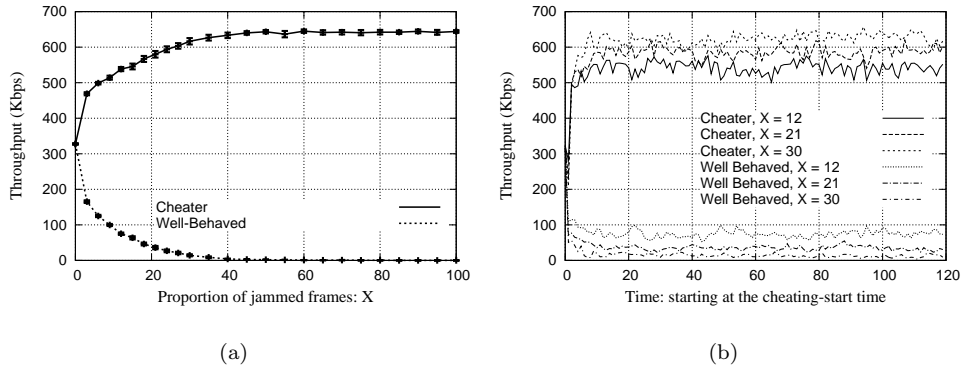 700
600
500
400
300
200
100
0
Throughput (Kbps)
Cheater
Well-Behaved
0 20 40 60 80 100
Proportion of jammed frames: X
(a)
700
600
500
400
300
200
100
0
Throughput (Kbps)
Cheater, X = 12
Cheater, X = 21
Cheater, X = 30
Well Behaved, X = 12
Well Behaved, X = 21
Well Behaved, X = 30
0 20 40 60 80 100 120
Time: starting at the cheating-start time
(b)